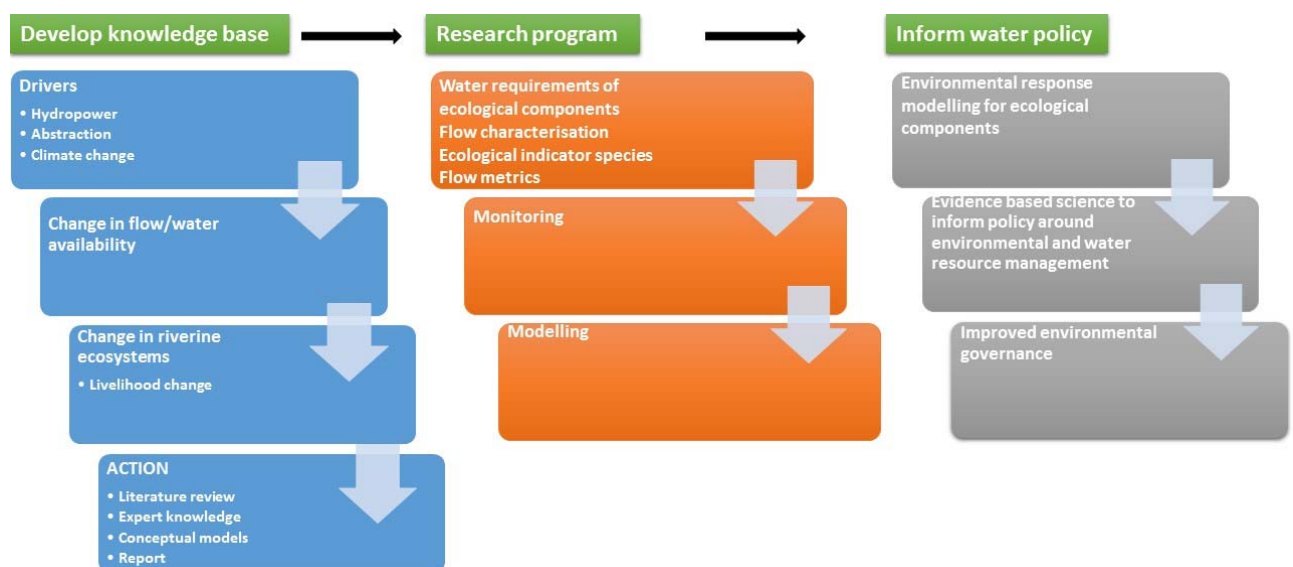 Develop knowledge base
Research program
Inform water policy
Drivers
• Hydropower
• Abstraction
• Climate change
Change in flow/water
availability
Change in riverine
ecosystems
• Livelihood change
ACTION
• Literature review
• Expert knowledge
• Conceptual models
• Report
Water requirements of
ecological components
Flow characterisation
Ecological indicator species
Flow metrics
Monitoring
Modelling
Environmental response
modelling for ecological
components
Evidence based science to
inform policy around
environmental and water
resource management
Improved environmental
governance